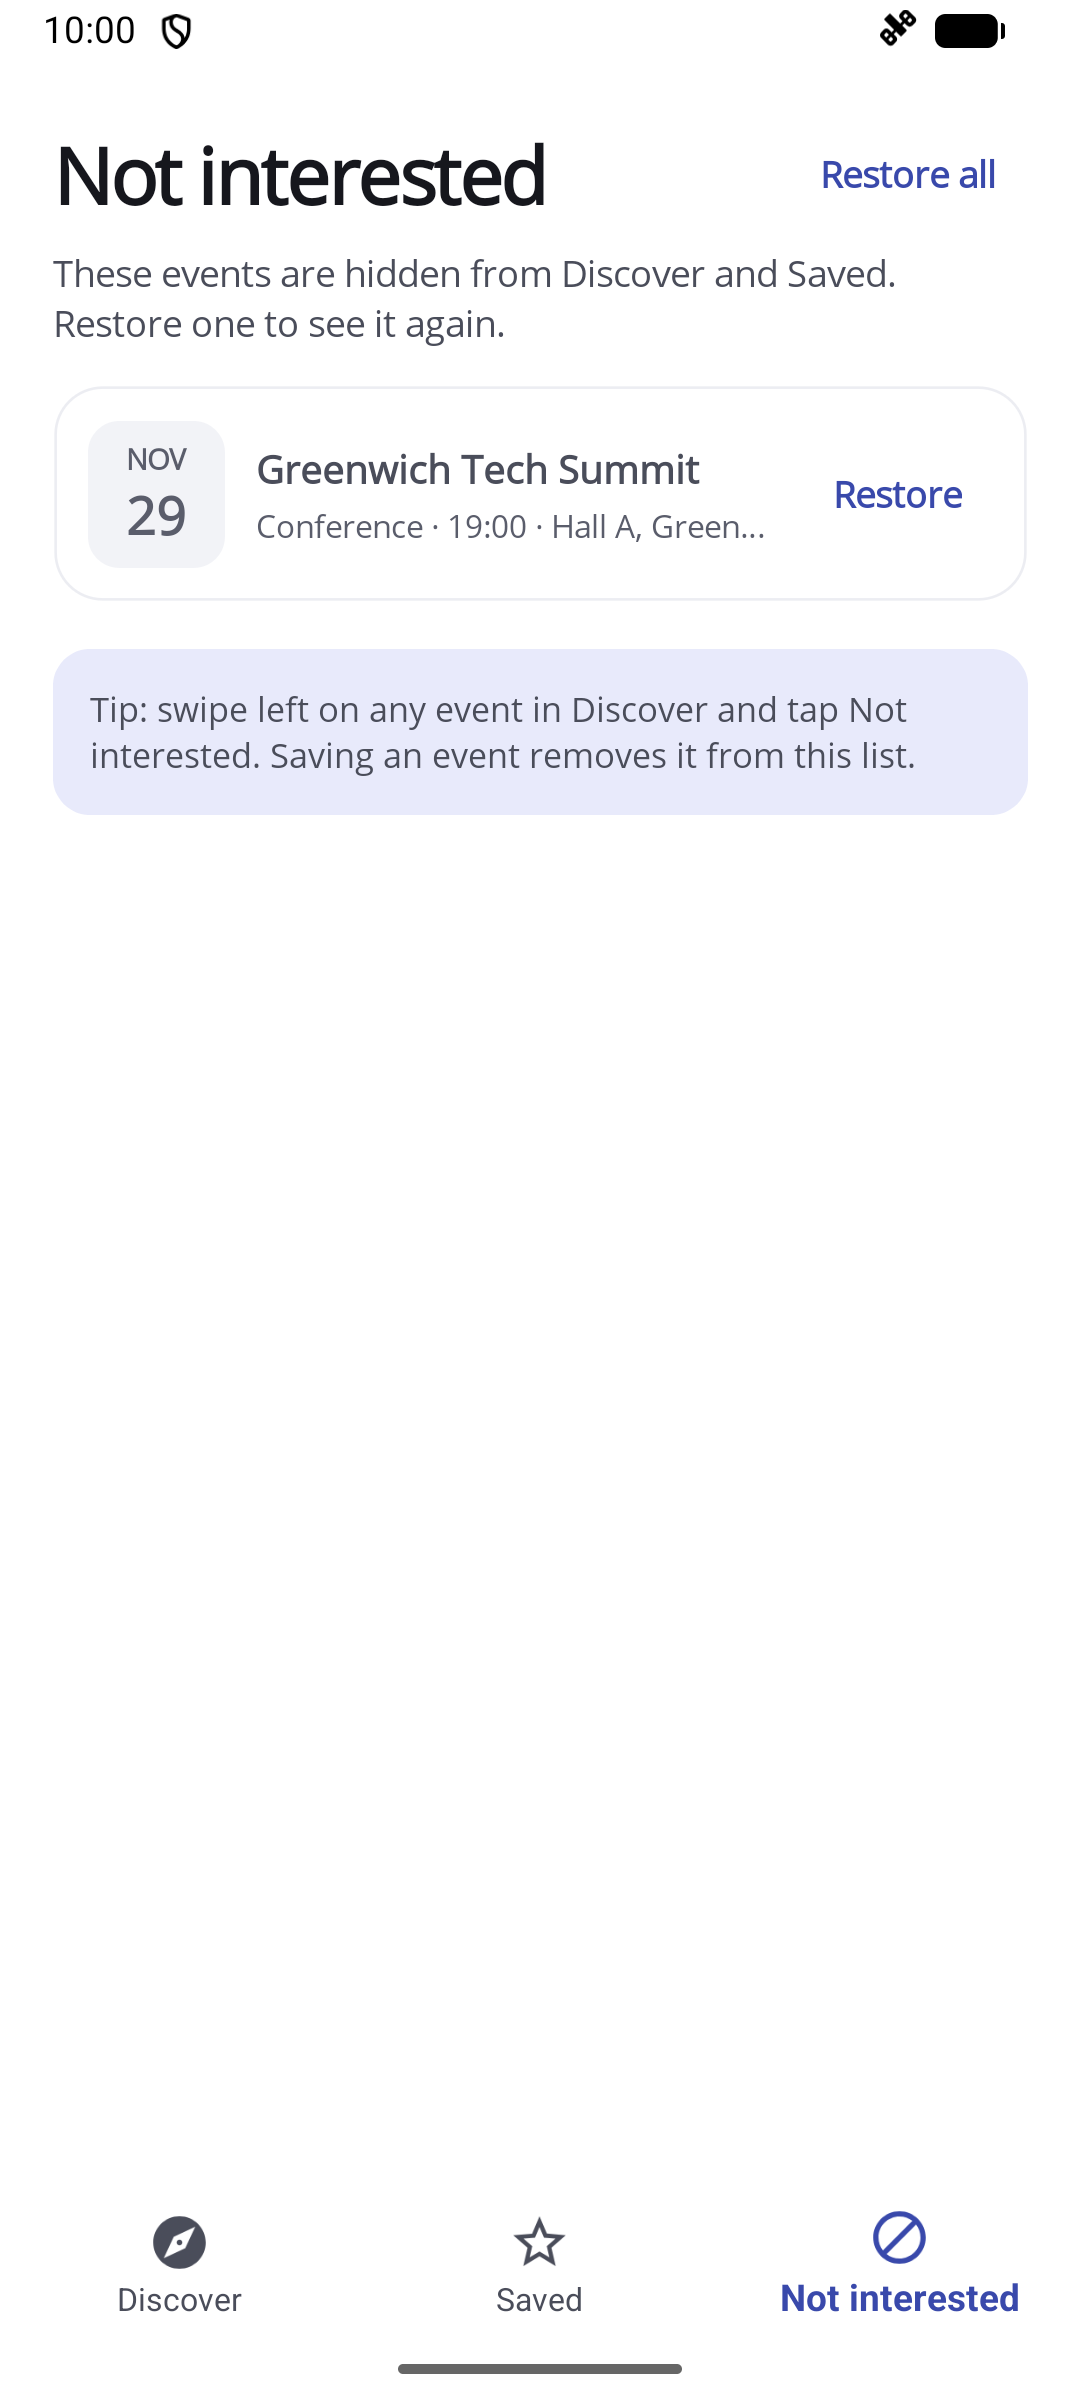 10:00
Not interested
Restore all
These events are hidden from Discover and Saved.
Restore one to see it again.
NOV
29
Greenwich Tech Summit
Conference · 19:00 · Hall A, Green...
Restore
Tip: swipe left on any event in Discover and tap Not
interested. Saving an event removes it from this list.
Discover
Saved
Not interested